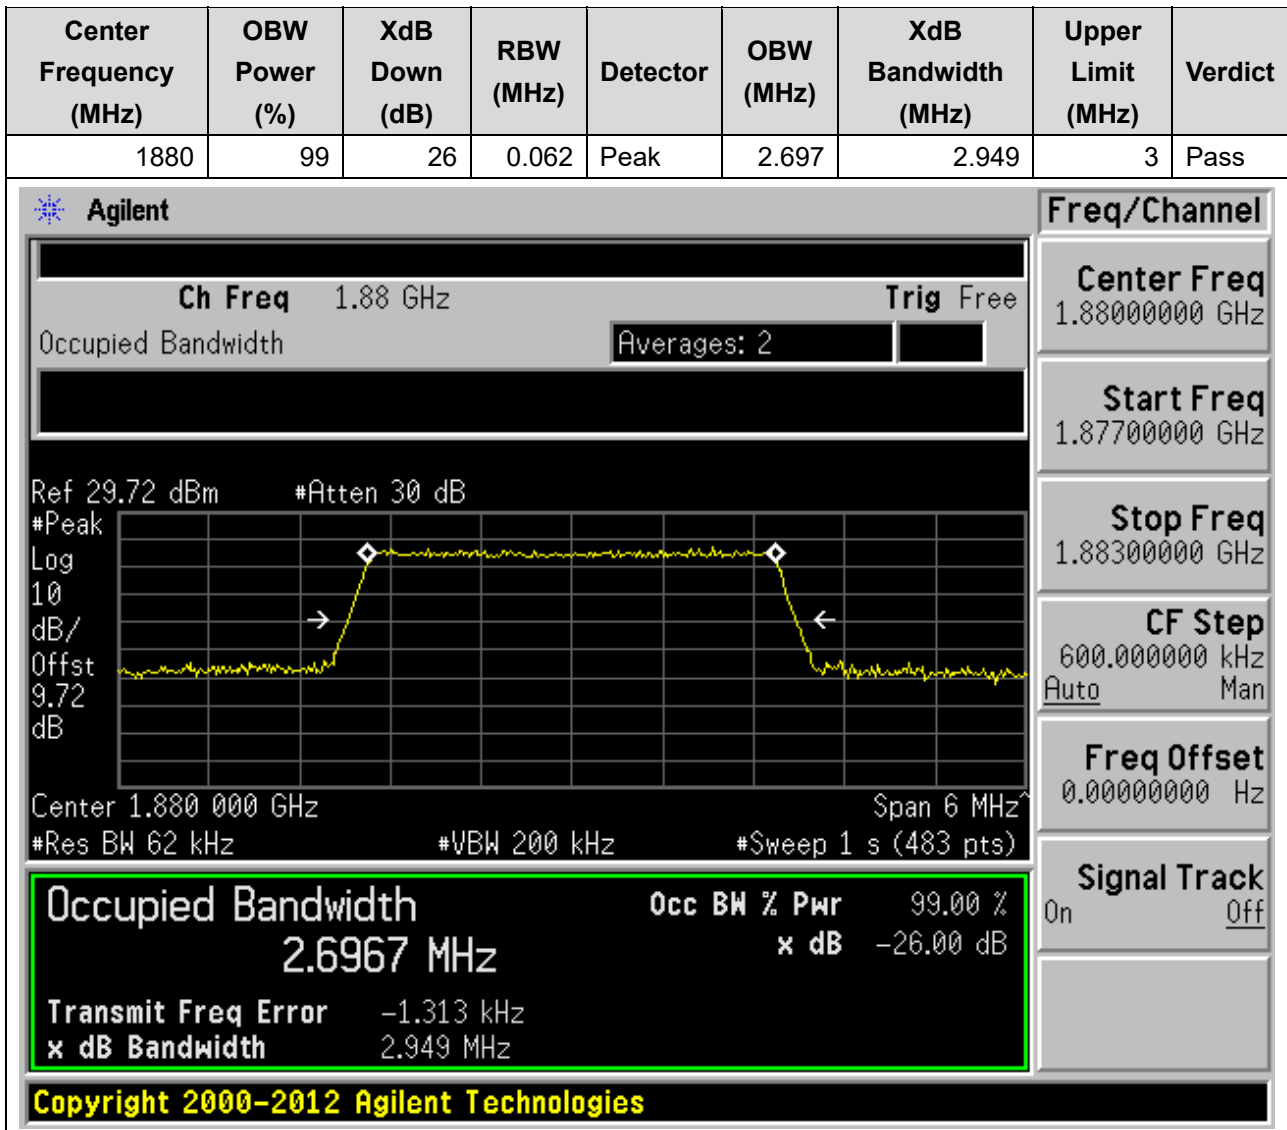 Center Frequency (MHz) OBW Power (%) XdB Down (dB) RBW (MHz) Detector OBW (MHz) XdB Bandwidth (MHz) Upper Limit (MHz) Verdict
1880 99 26 0.062 Peak 2.697 2.949 3 Pass
Agilent
Ch Freq 1.88 GHz Trig Free
Occupied Bandwidth Averages: 2
Ref 29.72 dBm #Atten 30 dB
#Peak
Log
10
dB/
Offst
9.72
dB
Center 1.880 000 GHz Span 6 MHz^
#Res BW 62 kHz #VBW 200 kHz #Sweep 1 s (483 pts)
Occupied Bandwidth Occ BW % Pwr 99.00 %
2.6967 MHz x dB -26.00 dB
Transmit Freq Error -1.313 kHz
x dB Bandwidth 2.949 MHz
Freq/Channel
Center Freq
1.88000000 GHz
Start Freq
1.87700000 GHz
Stop Freq
1.88300000 GHz
CF Step
600.000000 kHz
Auto Man
Freq Offset
0.00000000 Hz
Signal Track
On Off
Copyright 2000-2012 Agilent Technologies